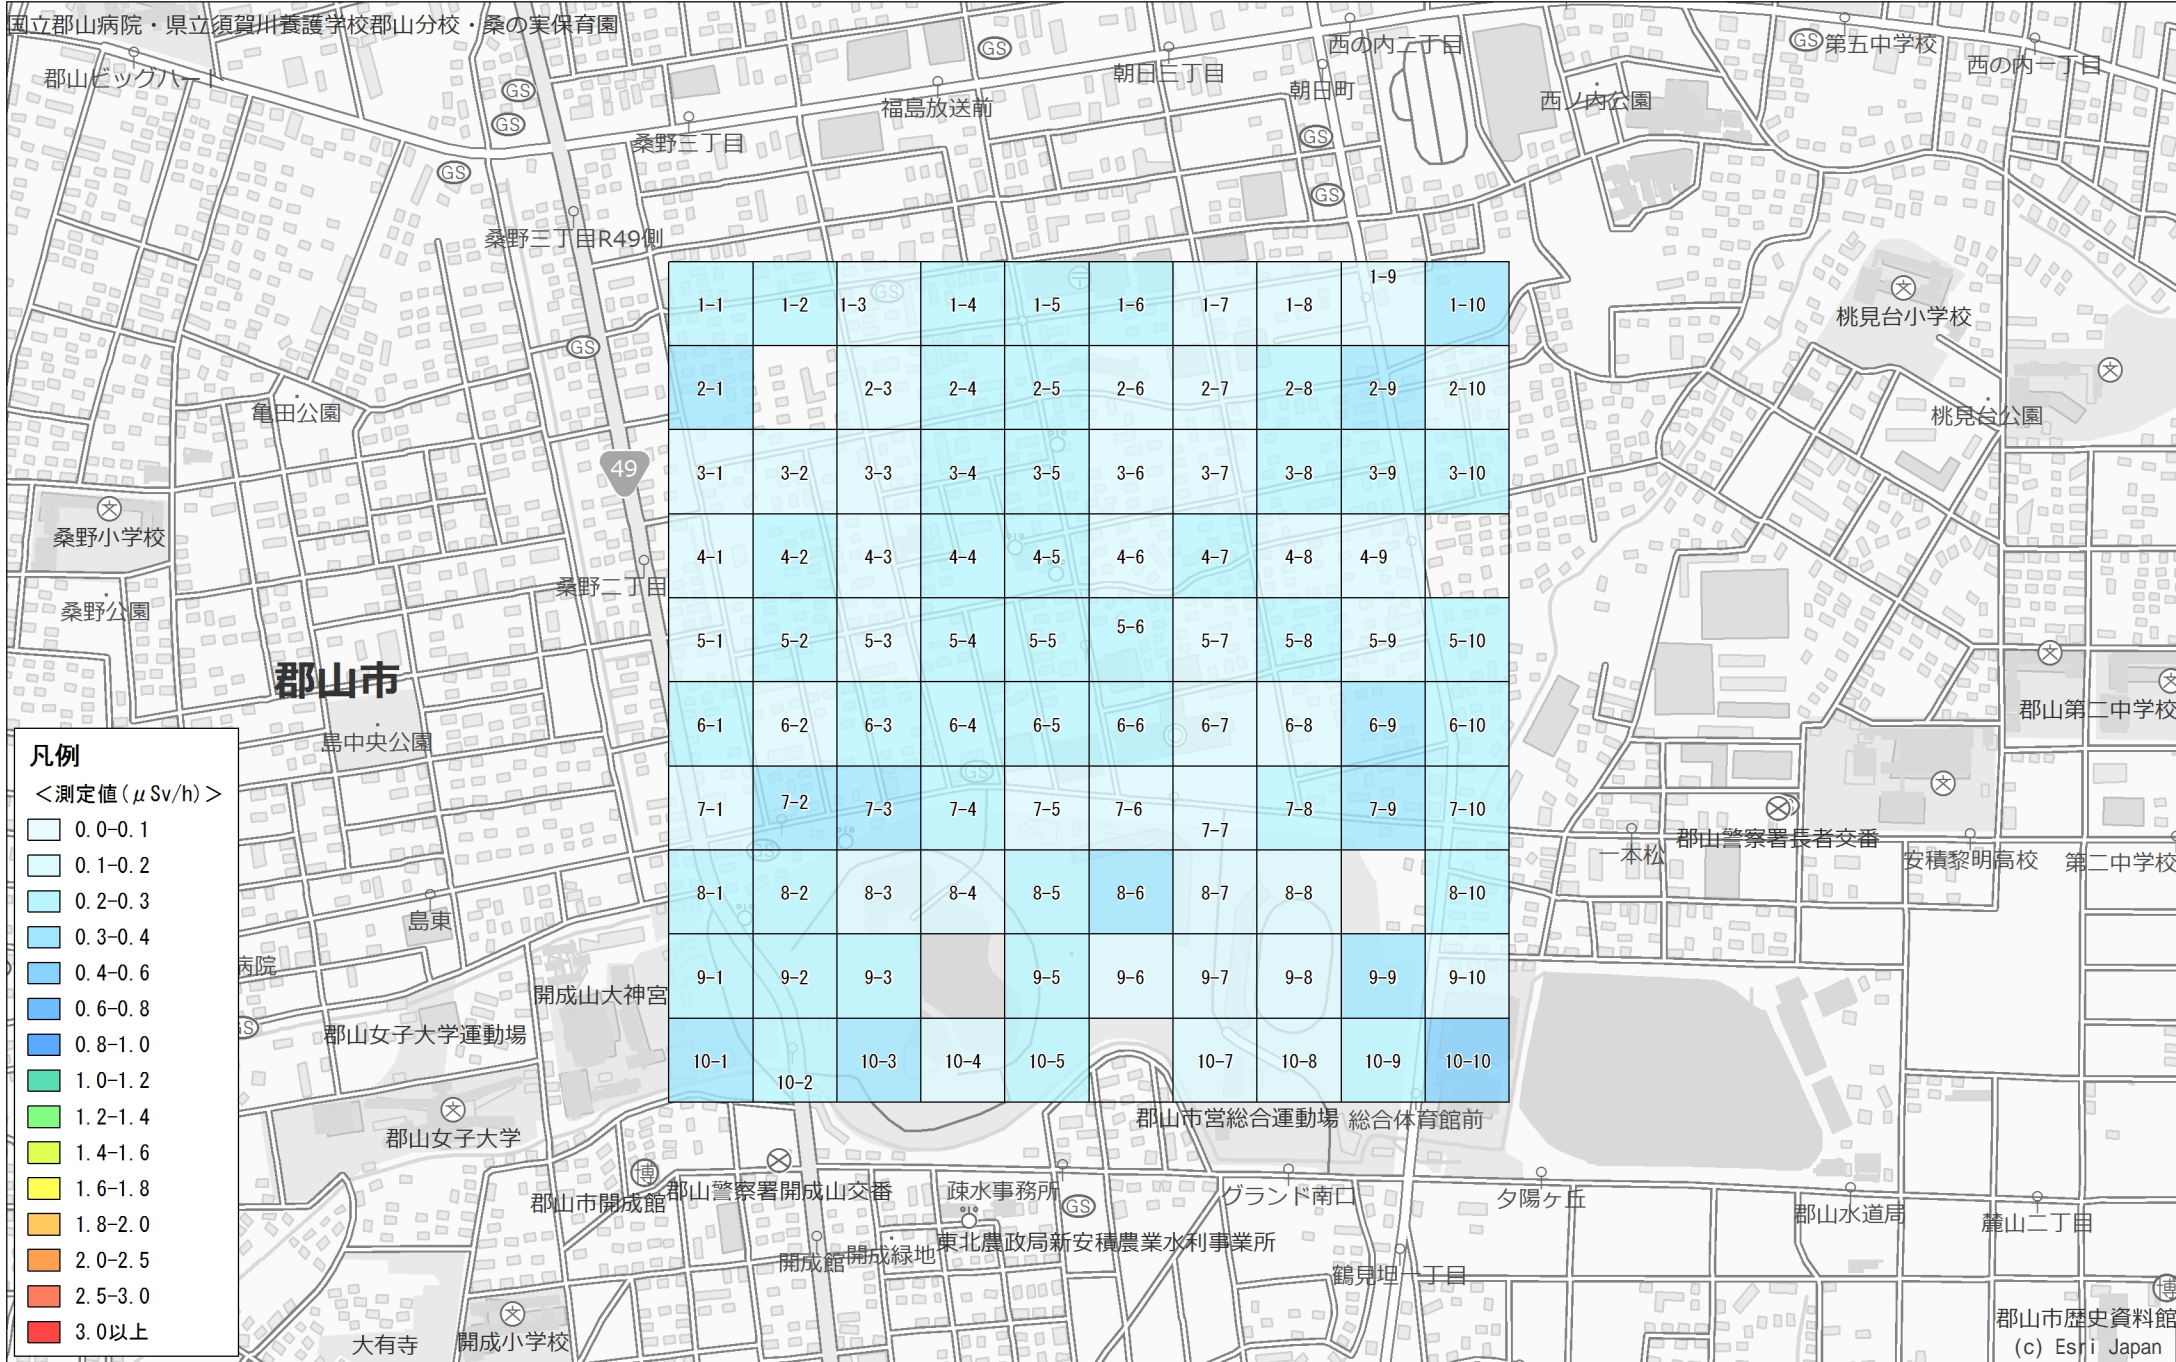 国立郡山病院・県立須賀川養護学校郡山分校・桑の実保育園
西の内二丁目
GS
第五中学校
GS
郡山ビッグハート
朝日三丁目
西の内一丁目
GS
福島放送前
朝日町
西ノ内公園
GS
桑野三丁目
GS
GS
GS
桑野三丁目R49側
桃見台小学校
文
GS
GS
文
亀田公園
桃見台公園
49
文
桑野小学校
桑野二丁目
桑野公園
郡山市
島中央公園
文
文
郡山第二中学校
1-1
1-2
1-3
1-4
1-5
1-6
1-7
1-8
1-9
1-10
2-1
2-3
2-4
2-5
2-6
2-7
2-8
2-9
2-10
3-1
3-2
3-3
3-4
3-5
3-6
3-7
3-8
3-9
3-10
4-1
4-2
4-3
4-4
4-5
4-6
4-7
4-8
4-9
5-1
5-2
5-3
5-4
5-5
5-6
5-7
5-8
5-9
5-10
6-1
6-2
6-3
6-4
6-5
6-6
6-7
6-8
6-9
6-10
GS
7-1
7-2
7-3
7-4
7-5
7-6
7-7
7-8
7-9
7-10
GS
8-1
8-2
8-3
8-4
8-5
8-6
8-7
8-8
8-10
9-1
9-2
9-3
9-5
9-6
9-7
9-8
9-9
9-10
10-1
10-2
10-3
10-4
10-5
10-7
10-8
10-9
10-10
文
郡山警察署長者交番
一本松
安積黎明高校
第二中学校
島東
病院
開成山大神宮
GS
郡山女子大学運動場
文
郡山女子大学
郡山市営総合運動場
総合体育館前
博
郡山市開成館
郡山警察署開成山交番
疎水事務所
GS
グランド南口
夕陽ヶ丘
郡山水道局
麓山二丁目
開成館
開成緑地
東北農政局新安積農業水利事業所
鶴見坦一丁目
博
郡山市歴史資料館
文
大有寺
開成小学校
(c) Esri Japan
凡例
＜測定値(μSv/h)＞
0.0-0.1
0.1-0.2
0.2-0.3
0.3-0.4
0.4-0.6
0.6-0.8
0.8-1.0
1.0-1.2
1.2-1.4
1.4-1.6
1.6-1.8
1.8-2.0
2.0-2.5
2.5-3.0
3.0以上